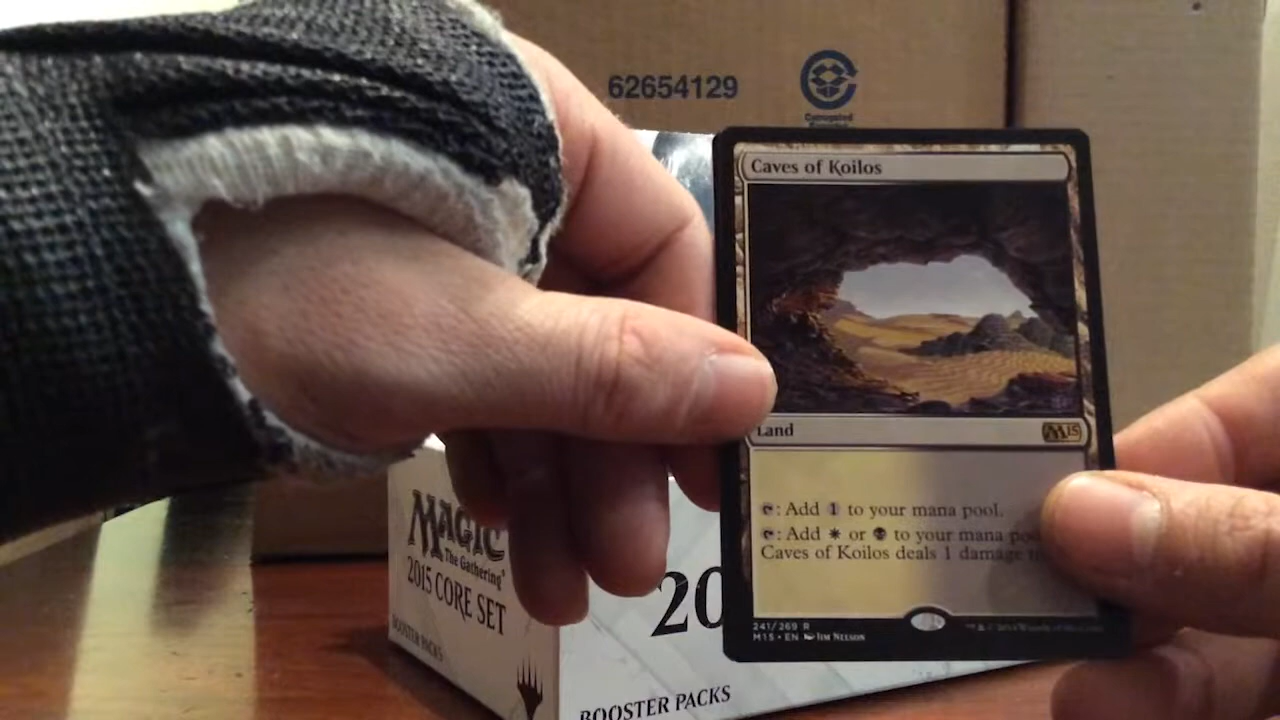 62654129
Corrugated
Caves of Koilos
Land
M15
: Add 1 to your mana pool.
: Add or to your mana
Caves of Koilos deals 1 damage
241/269 R
M15 • EN JIM NELSON
MAGIC
The Gathering®
2015 CORE SET
BOOSTER PACKS
20
BOOSTER PACKS